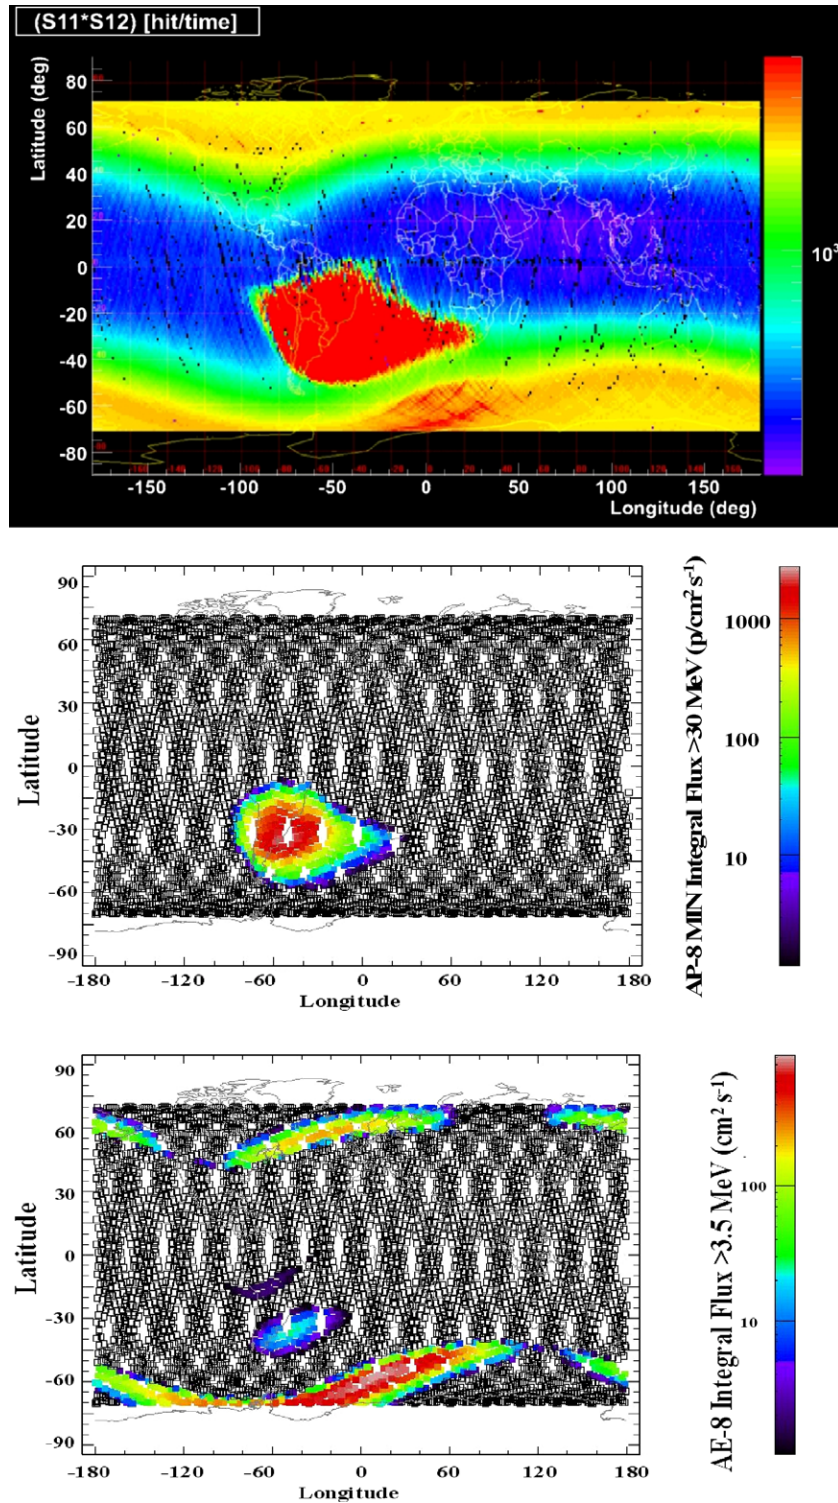 (S11*S12) [hit/time]
Latitude (deg)
80
60
40
20
0
-20
-40
-60
-80
10³
-150 -100 -50 0 50 100 150
Longitude (deg)
Latitude
90
60
30
0
-30
-60
-90
-180 -120 -60 0 60 120 180
Longitude
AP-8 MIN Integral Flux >30 MeV (p/cm² s⁻¹)
1000
100
10
Latitude
90
60
30
0
-30
-60
-90
-180 -120 -60 0 60 120 180
Longitude
AE-8 Integral Flux >3.5 MeV (cm² s⁻¹)
100
10